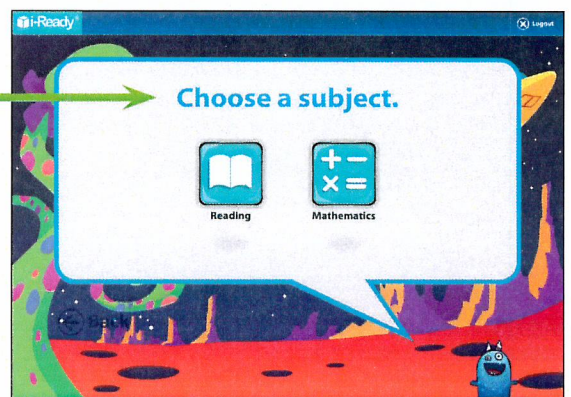 i-Ready®
Logout
Choose a subject.
Reading
Mathematics
Back